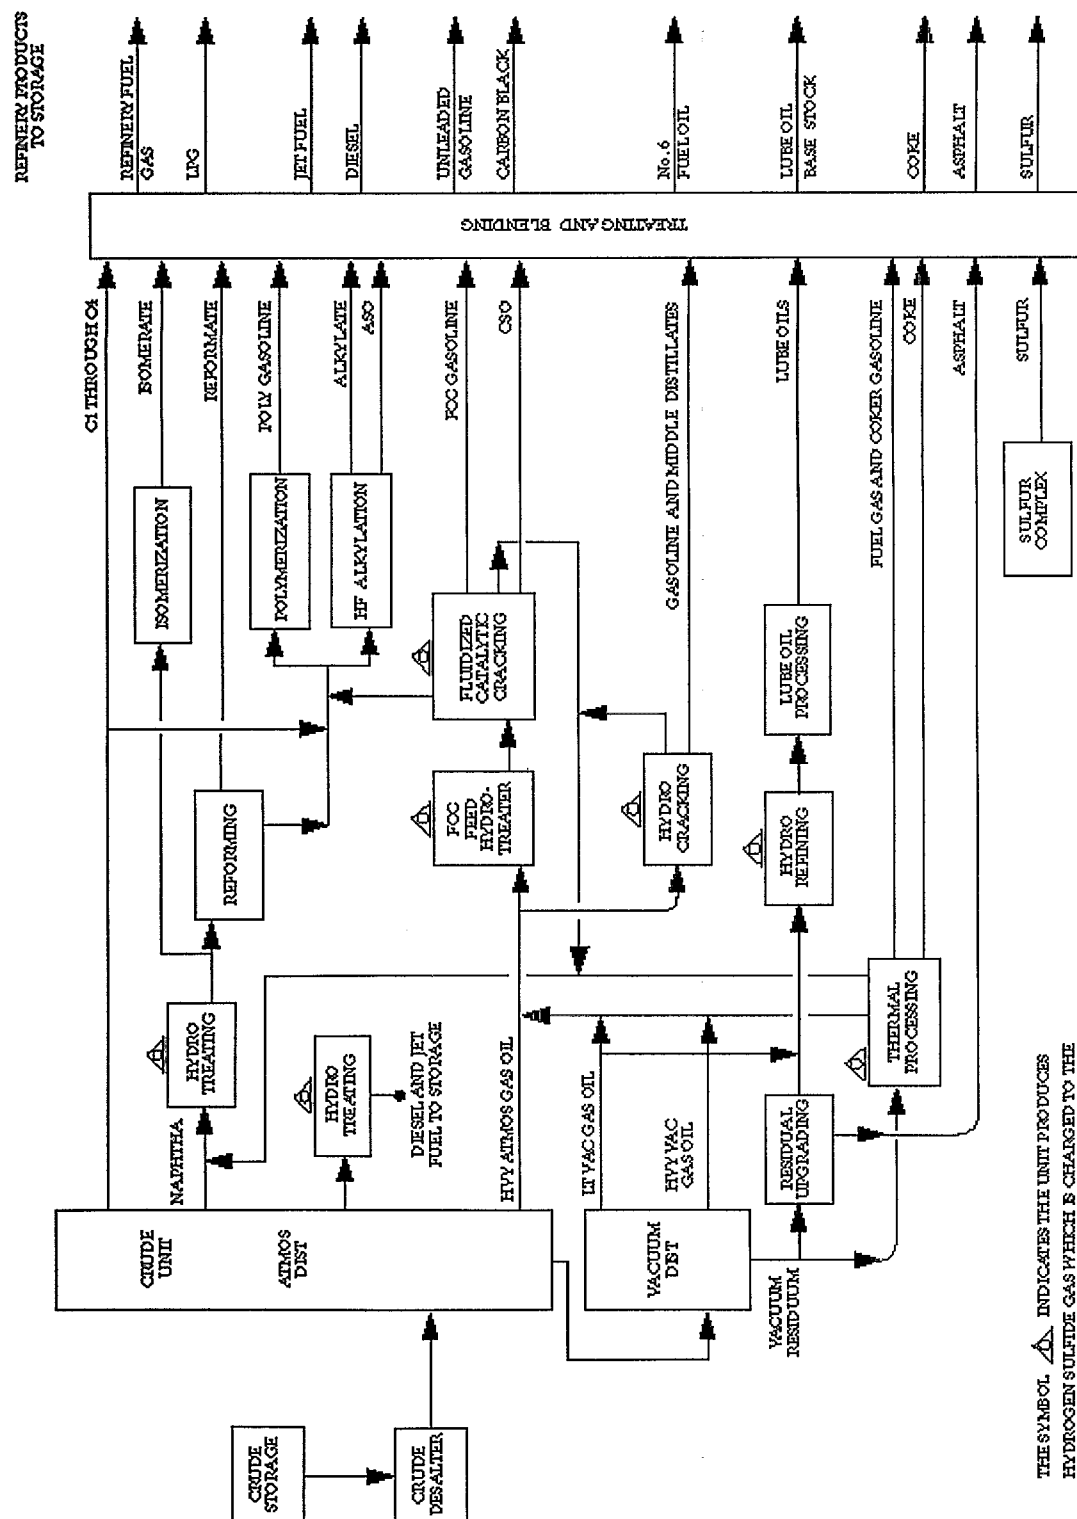 REFINERY PRODUCTS
TO STORAGE
REFINERY FUEL
GAS
LPG
JET FUEL
DIESEL
UNLEADED
GASOLINE
CARBON BLACK
No.6
FUEL OIL
LUBE OIL
BASE STOCK
COKE
ASPHALT
SULFUR
TREATING AND BLENDING
C1 THROUGH C4
ISOMERATE
REFORMATE
POLY GASOLINE
ALKYLATE
ASO
FCC GASOLINE
CSO
GASOLINE AND MIDDLE DISTILLATES
LUBE OILS
FUEL GAS AND COKER GASOLINE
COKE
ASPHALT
SULFUR
ISOMERIZATION
POLYMERIZATION
HF ALKYLATION
FLUIDIZED
CATALYTIC
CRACKING
LUBE OIL
PROCESSING
SULFUR
COMPLEX
REFORMING
FCC
FEED
HYDRO-
TREATER
HYDRO
CRACKING
HYDRO
REFINING
HYDRO
TREATING
HYDRO
TREATING
DIESEL AND JET
FUEL TO STORAGE
THERMAL
PROCESSING
NAPHTHA
HVY ATMOS GAS OIL
LT VAC GAS OIL
HVY VAC
GAS OIL
RESIDUAL
UPGRADING
CRUDE
UNIT
ATMOS
DIST
VACUUM
DIST
VACUUM
RESIDUUM
CRUDE
STORAGE
CRUDE
DESALTER
THE SYMBOL INDICATES THE UNIT PRODUCES
HYDROGEN SULFIDE GAS WHICH IS CHARGED TO THE